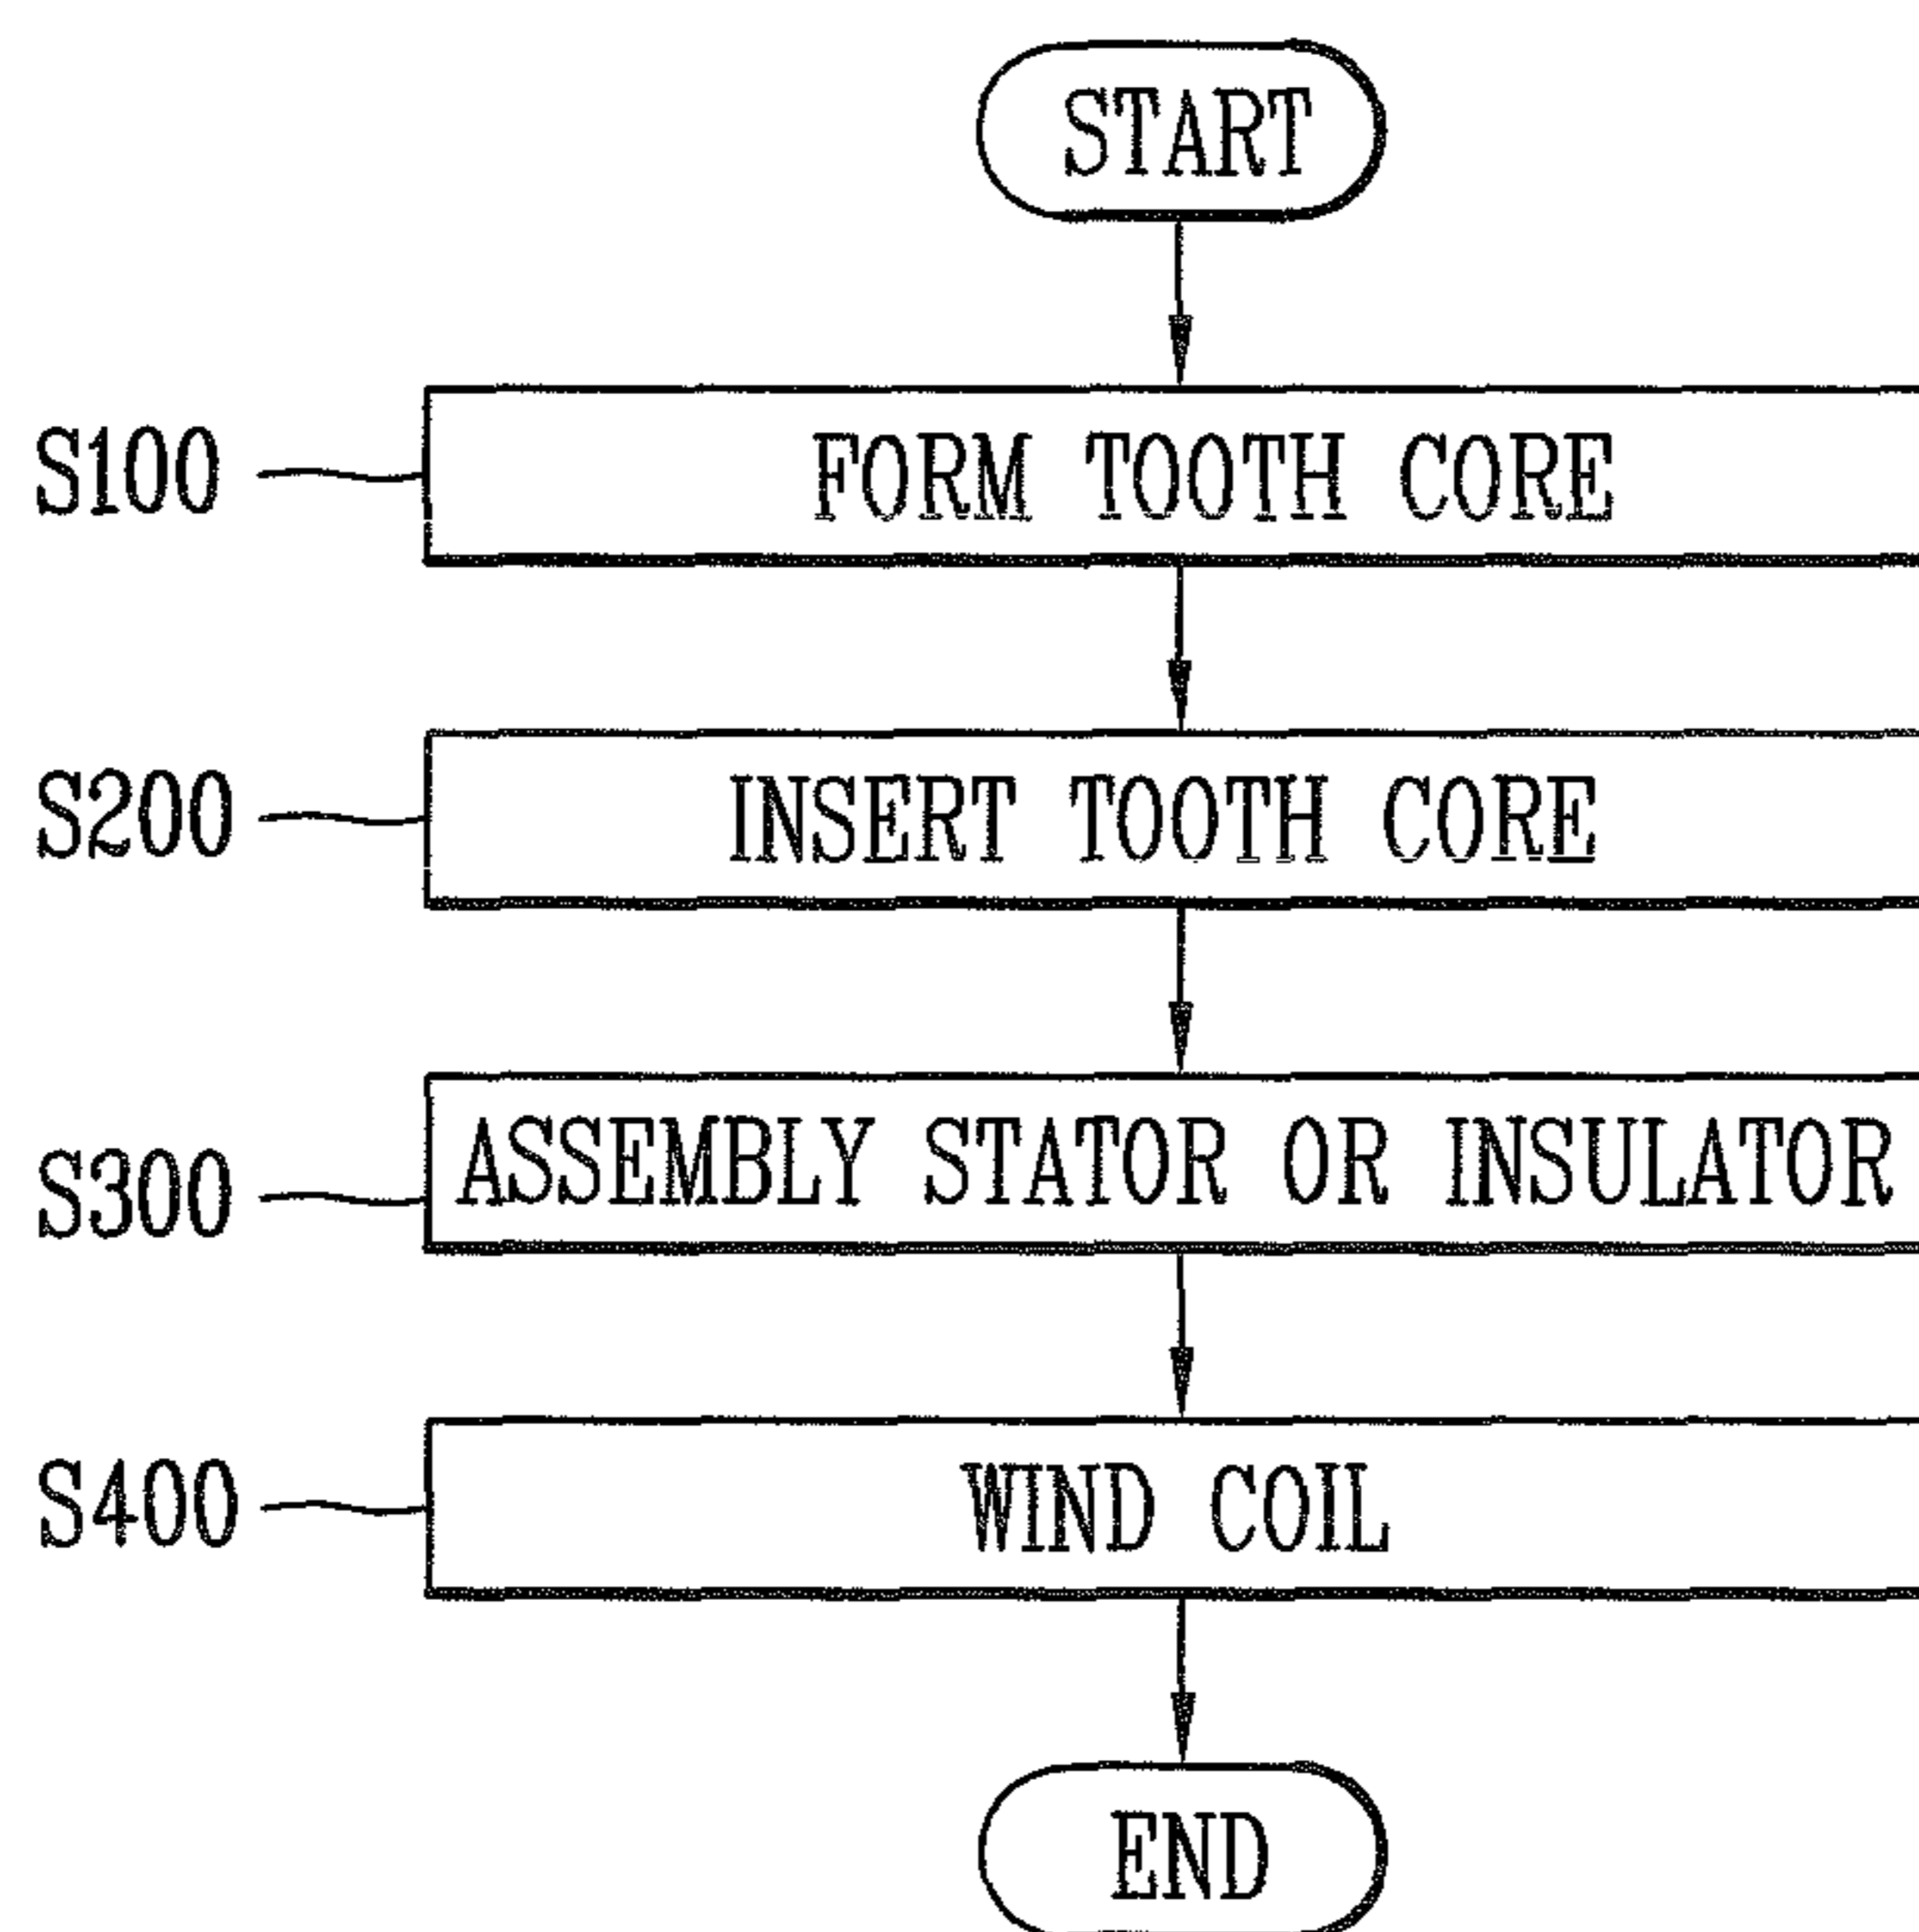 START
S100
FORM TOOTH CORE
S200
INSERT TOOTH CORE
S300
ASSEMBLY STATOR OR INSULATOR
S400
WIND COIL
END